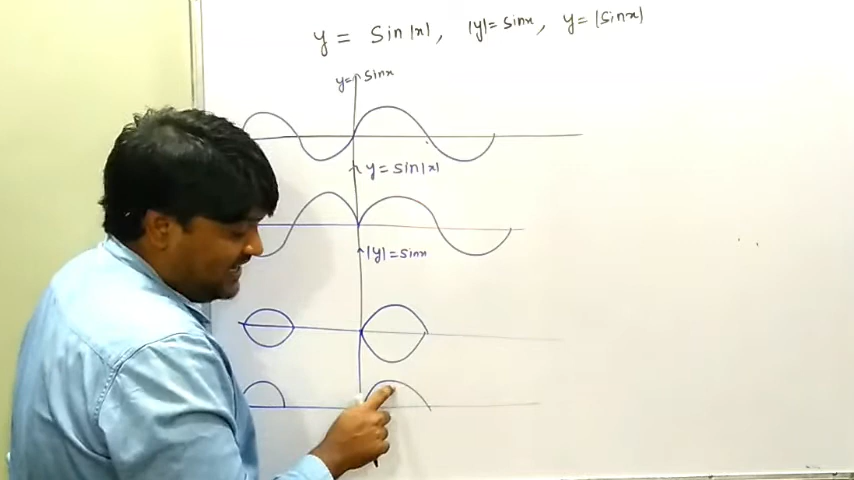 y = Sin|x|, |y|= sinx, y= |sinx|
y= sinx
y = sin|x|
|y| = sinx